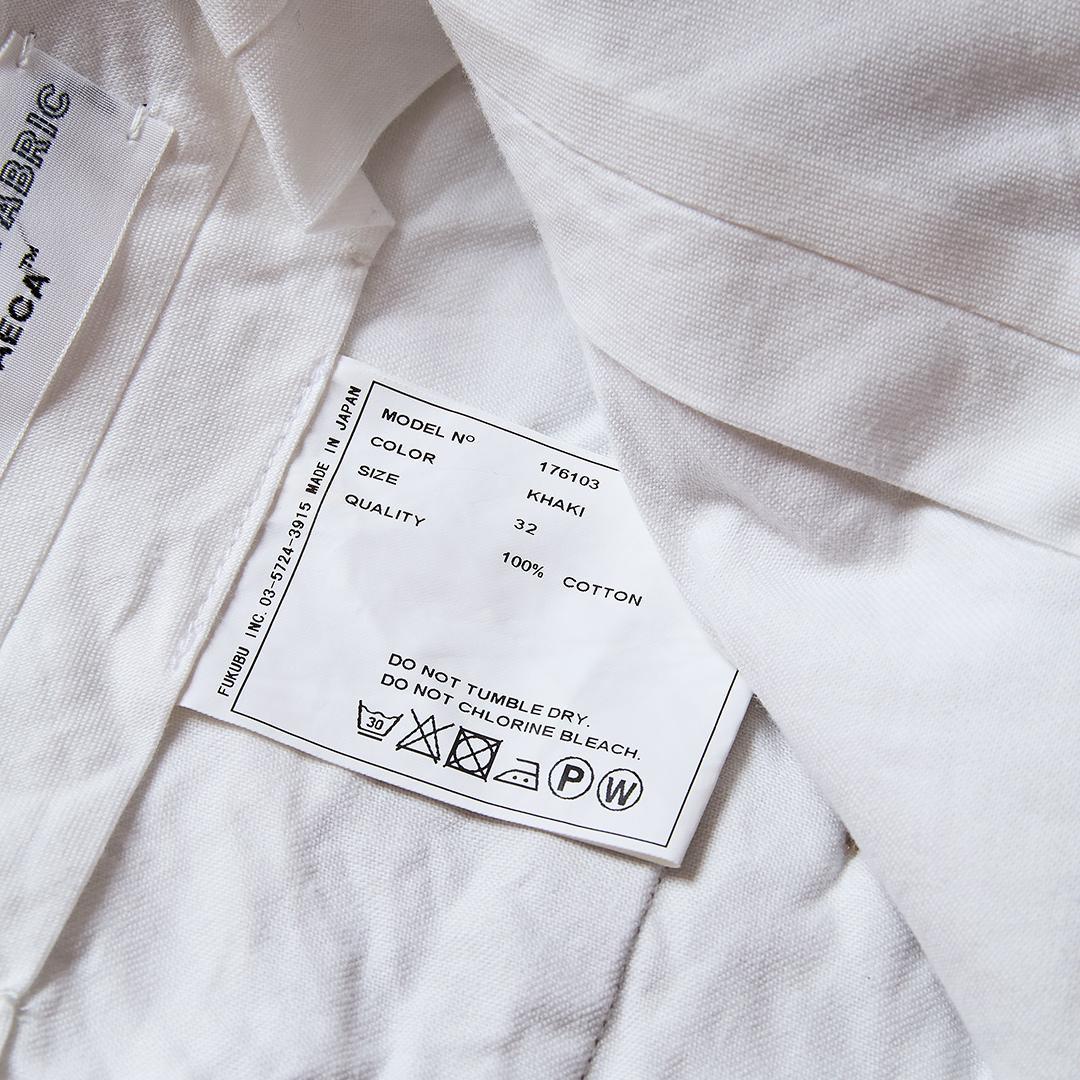 ABRIC
AECA™
FUKUBU INC. 03-5724-3915 MADE IN JAPAN
MODEL Nº 176103
COLOR KHAKI
SIZE 32
QUALITY 100% COTTON
DO NOT TUMBLE DRY.
DO NOT CHLORINE BLEACH.
30 P W